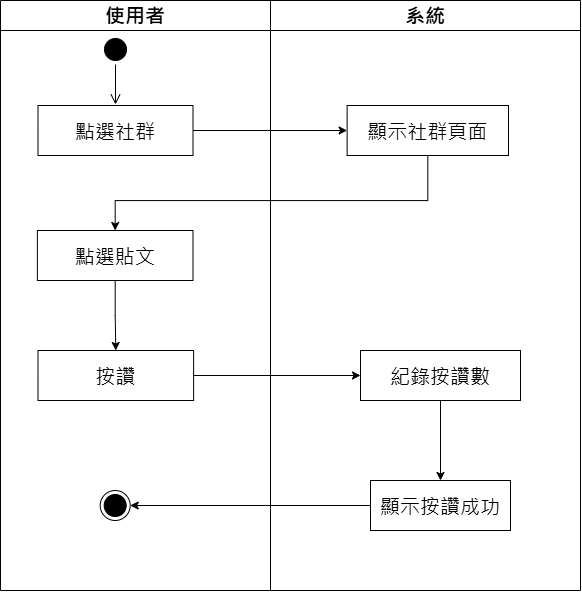 使用者
系統
點選社群
顯示社群頁面
點選貼文
按讚
紀錄按讚數
顯示按讚成功